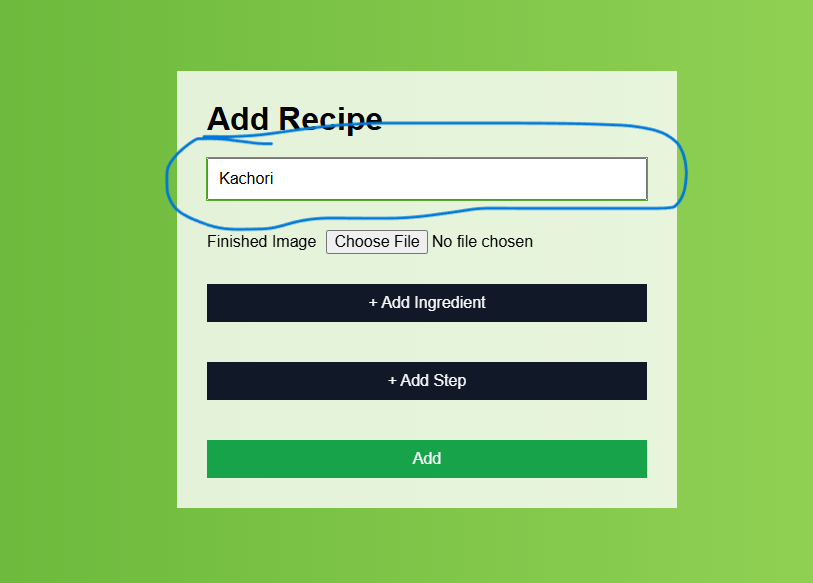 Add Recipe
Kachori
Finished Image Choose File No file chosen
+ Add Ingredient
+ Add Step
Add